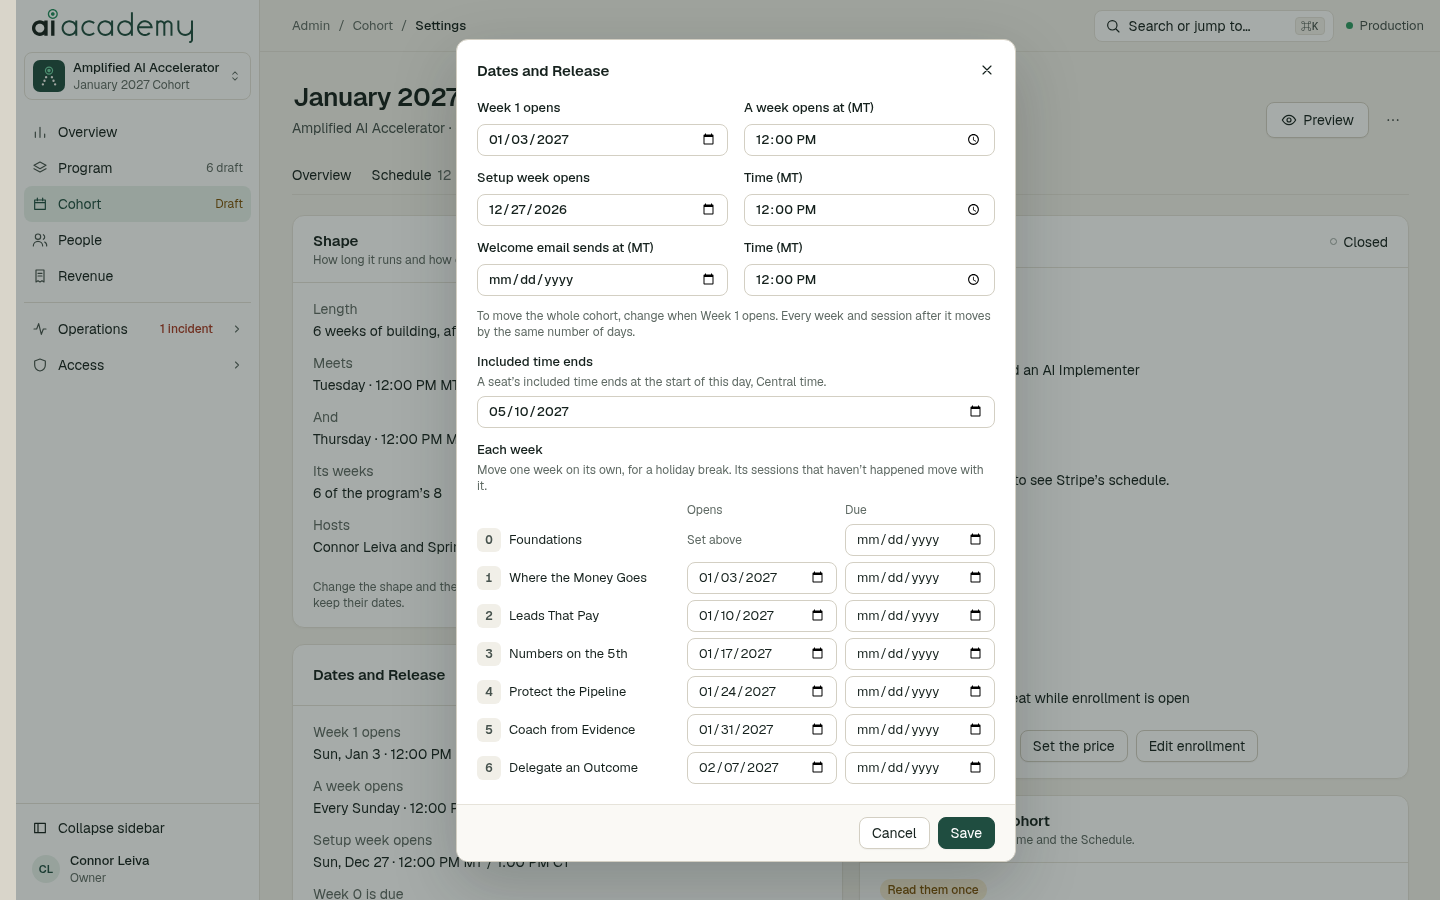 ai academy
Amplified AI Accelerator
January 2027 Cohort
Overview
Program
6 draft
Cohort
Draft
People
Revenue
Operations
1 incident
Access
Collapse sidebar
CL
Connor Leiva
Owner
Admin / Cohort / Settings
Search or jump to...
⌘K
Production
January 2027
Amplified AI Accelerator ·
Preview
Overview
Schedule 12
Shape
How long it runs and how
Length
6 weeks of building,
Meets
Tuesday · 12:00 PM MT
And
Thursday · 12:00 PM
Its weeks
6 of the program's 8
Hosts
Connor Leiva and
Change the shape and the
keep their dates.
Dates and Release
Week 1 opens
Sun, Jan 3 · 12:00 PM
A week opens
Every Sunday · 12:00
Setup week opens
Sun, Dec 27 · 12:00 PM MT / 1:00 PM CT
Week 0 is due
Dates and Release
Week 1 opens
A week opens at (MT)
01/03/2027
12:00 PM
Setup week opens
Time (MT)
12/27/2026
12:00 PM
Welcome email sends at (MT)
Time (MT)
mm/dd/yyyy
12:00 PM
To move the whole cohort, change when Week 1 opens. Every week and session after it moves
by the same number of days.
Included time ends
A seat's included time ends at the start of this day, Central time.
05/10/2027
Each week
Move one week on its own, for a holiday break. Its sessions that haven't happened move with
it.
Opens
Due
0 Foundations Set above mm/dd/yyyy
1 Where the Money Goes 01/03/2027 mm/dd/yyyy
2 Leads That Pay 01/10/2027 mm/dd/yyyy
3 Numbers on the 5th 01/17/2027 mm/dd/yyyy
4 Protect the Pipeline 01/24/2027 mm/dd/yyyy
5 Coach from Evidence 01/31/2027 mm/dd/yyyy
6 Delegate an Outcome 02/07/2027 mm/dd/yyyy
Cancel
Save
Closed
an AI Implementer
to see Stripe's schedule.
while enrollment is open
Set the price
Edit enrollment
me and the Schedule.
Read them once